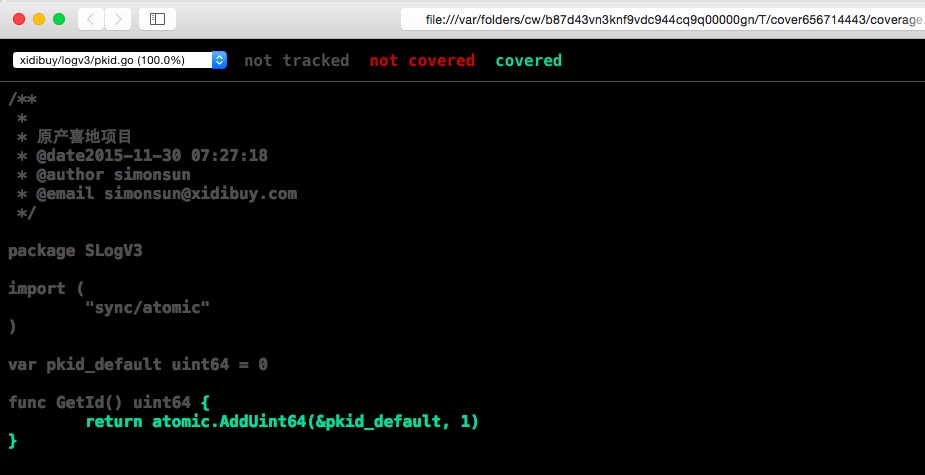 file:///var/folders/cw/b87d43vn3knf9vdc944cq9q00000gn/T/cover656714443/coverage.
xidibuy/logv3/pkid.go (100.0%) not tracked not covered covered
/**
 *
 * 原产喜地项目
 * @date2015-11-30 07:27:18
 * @author simonsun
 * @email simonsun@xidibuy.com
 */
package SLogV3
import (
        "sync/atomic"
)
var pkid_default uint64 = 0
func GetId() uint64 {
        return atomic.AddUint64(&pkid_default, 1)
}